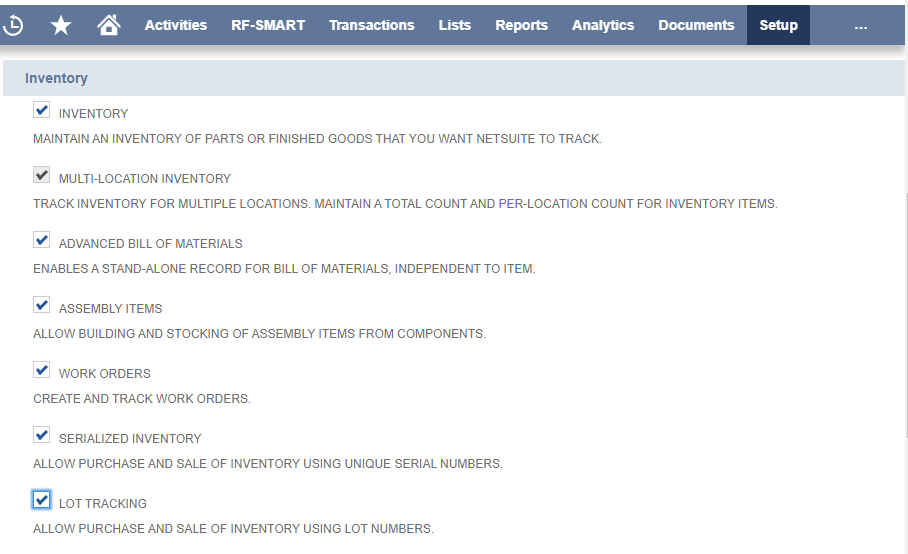 Activities RF-SMART Transactions Lists Reports Analytics Documents Setup ...
Inventory
INVENTORY
MAINTAIN AN INVENTORY OF PARTS OR FINISHED GOODS THAT YOU WANT NETSUITE TO TRACK.
MULTI-LOCATION INVENTORY
TRACK INVENTORY FOR MULTIPLE LOCATIONS. MAINTAIN A TOTAL COUNT AND PER-LOCATION COUNT FOR INVENTORY ITEMS.
ADVANCED BILL OF MATERIALS
ENABLES A STAND-ALONE RECORD FOR BILL OF MATERIALS, INDEPENDENT TO ITEM.
ASSEMBLY ITEMS
ALLOW BUILDING AND STOCKING OF ASSEMBLY ITEMS FROM COMPONENTS.
WORK ORDERS
CREATE AND TRACK WORK ORDERS.
SERIALIZED INVENTORY
ALLOW PURCHASE AND SALE OF INVENTORY USING UNIQUE SERIAL NUMBERS.
LOT TRACKING
ALLOW PURCHASE AND SALE OF INVENTORY USING LOT NUMBERS.